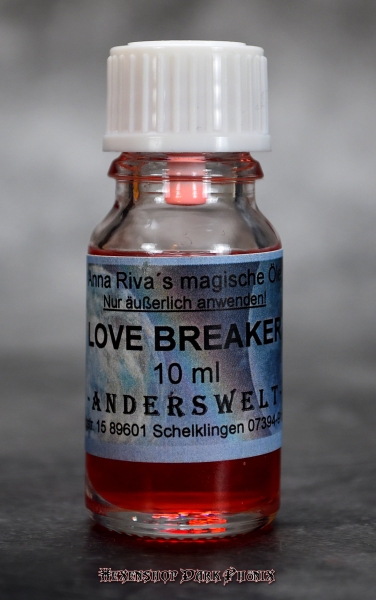 Anna Riva´s magische Öle
Nur äußerlich anwenden!
LOVE BREAKER
10 ml
-ANDERSWELT-
15 89601 Schelklingen 07394-
Hexenshop Dark Phönix